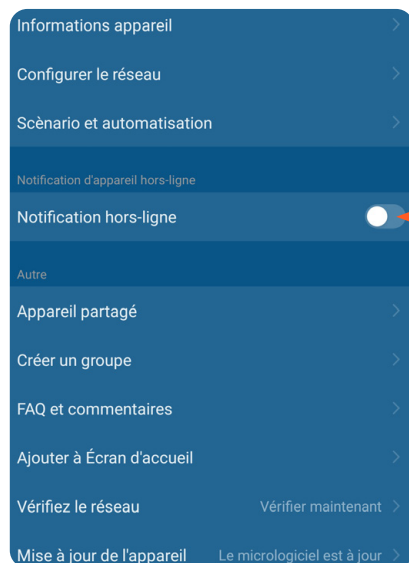 Informations appareil
Configurer le réseau
Scènario et automatisation
Notification d'appareil hors-ligne
Notification hors-ligne
Autre
Appareil partagé
Créer un groupe
FAQ et commentaires
Ajouter à Écran d'accueil
Vérifiez le réseau Vérifier maintenant
Mise à jour de l'appareil Le micrologiciel est à jour